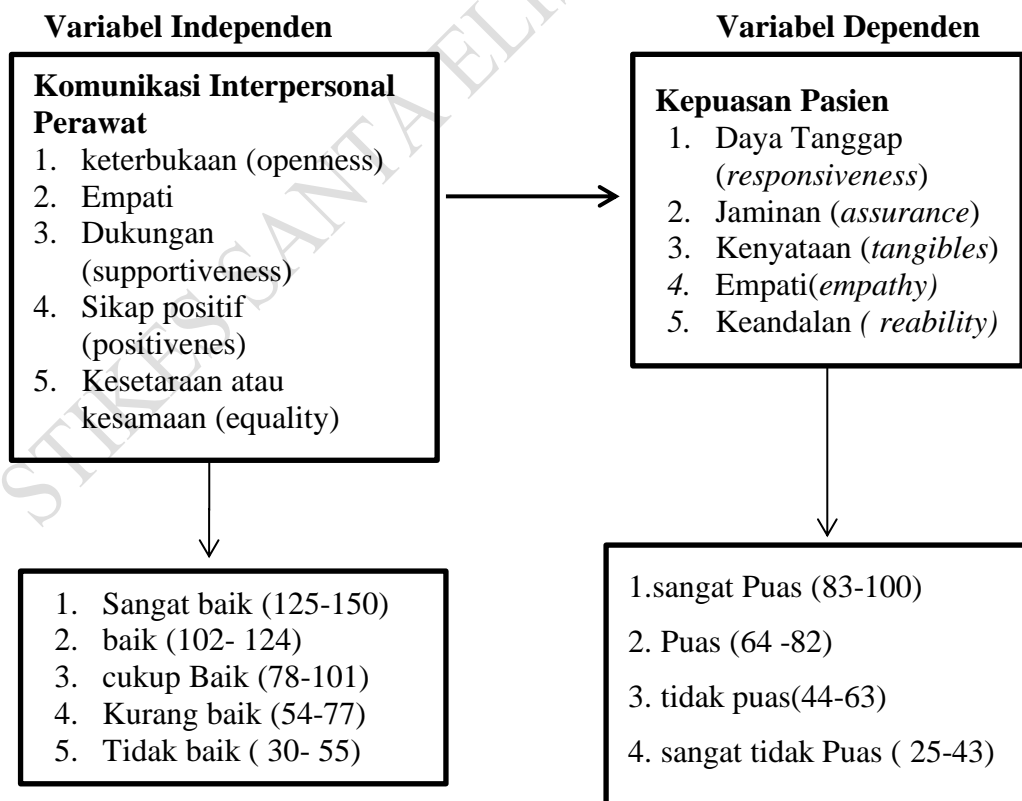 Variabel Independen
Variabel Dependen
Komunikasi Interpersonal
Perawat
1. keterbukaan (openness)
2. Empati
3. Dukungan
(supportiveness)
4. Sikap positif
(positivenes)
5. Kesetaraan atau
kesamaan (equality)
Kepuasan Pasien
1. Daya Tanggap
(responsiveness)
2. Jaminan (assurance)
3. Kenyataan (tangibles)
4. Empati(empathy)
5. Keandalan ( reability)
1. Sangat baik (125-150)
2. baik (102- 124)
3. cukup Baik (78-101)
4. Kurang baik (54-77)
5. Tidak baik ( 30- 55)
1.sangat Puas (83-100)
2. Puas (64 -82)
3. tidak puas(44-63)
4. sangat tidak Puas ( 25-43)
STIKES SANTA